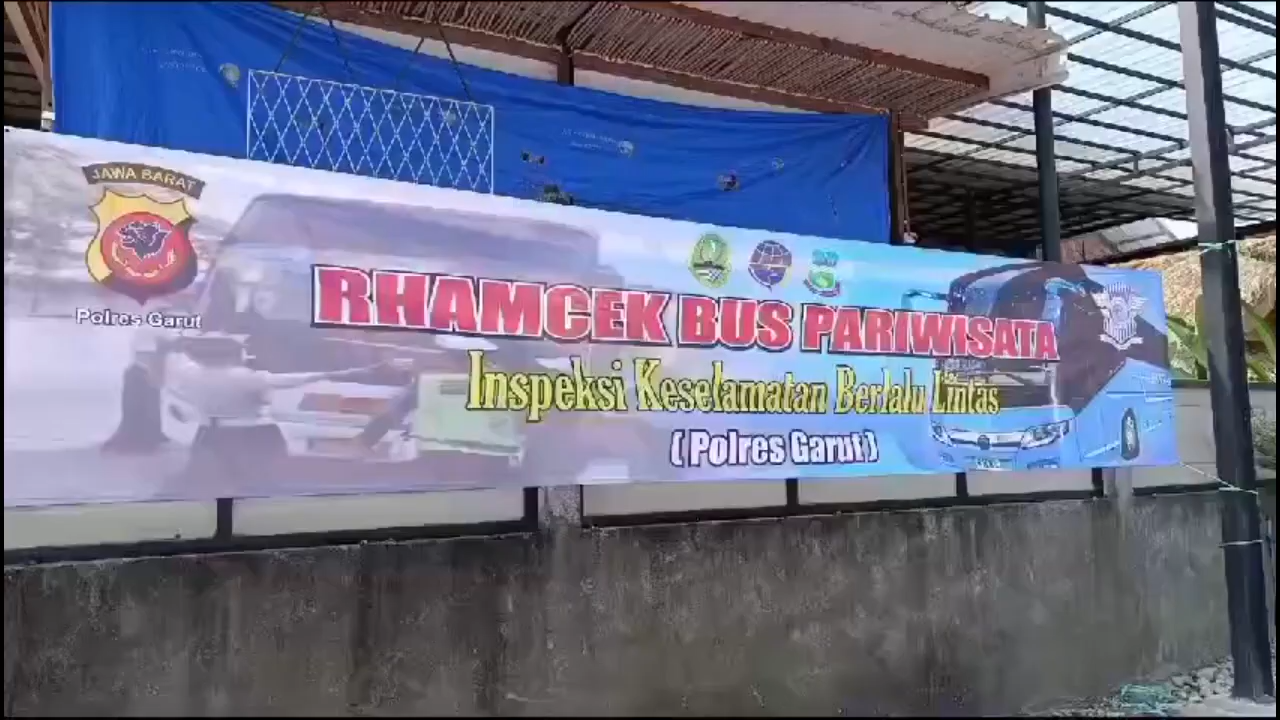 JAWA BARAT
Polres Garut
RHAMCEK BUS PARIWISATA
Inspeksi Keselamatan Berlalu Lintas
(Polres Garut)